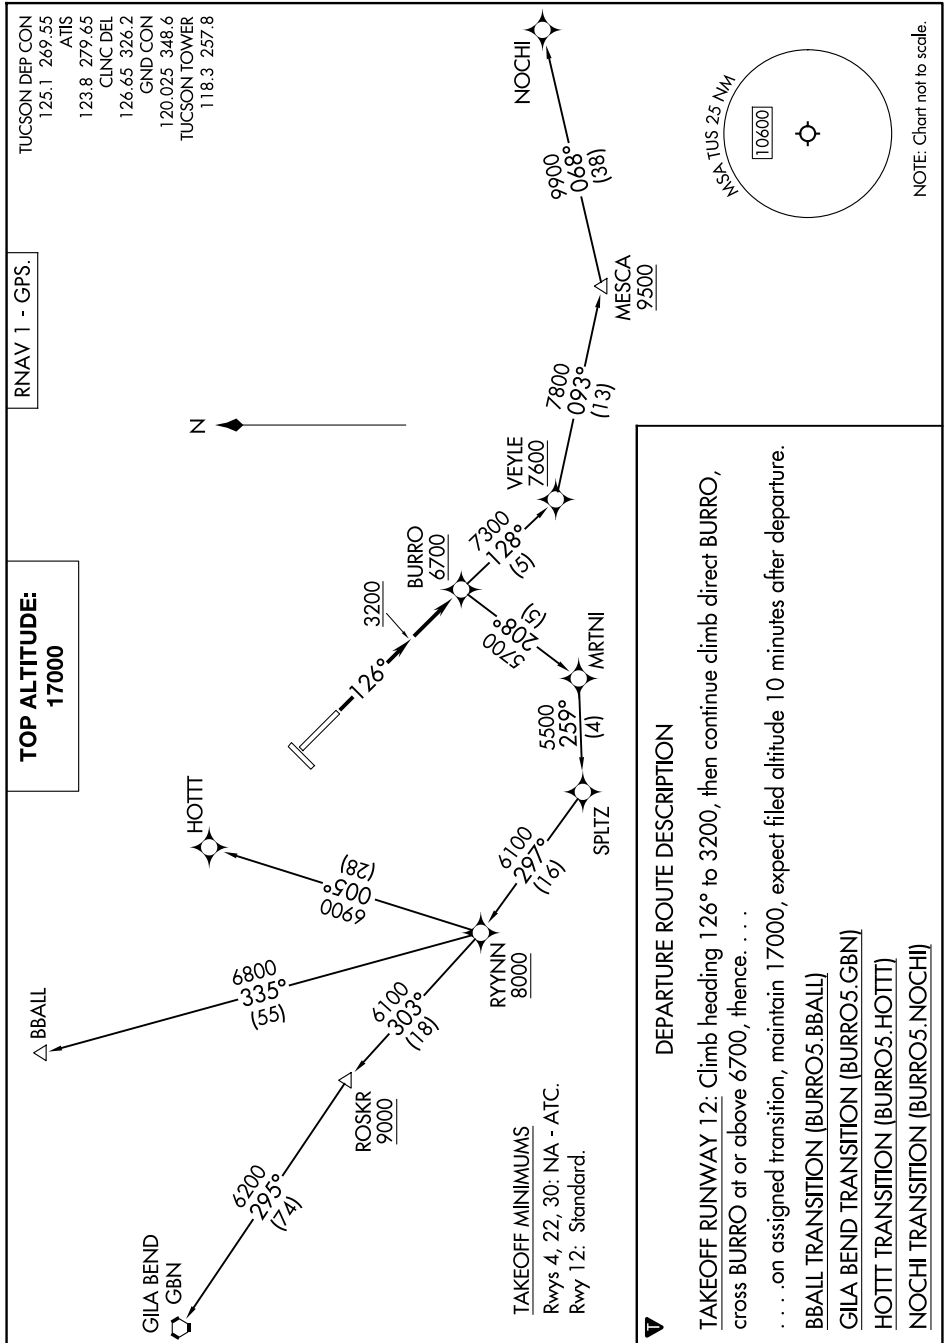 TUCSON DEP CON
125.1 269.55
ATIS
123.8 279.65
CLNC DEL
126.65 326.2
GND CON
120.025 348.6
TUCSON TOWER
118.3 257.8
RNAV 1 - GPS.
TOP ALTITUDE:
17000
N
BBALL
HOTTT
6800
335°
(55)
6900
005°
(28)
GILA BEND
GBN
6200
295°
(74)
ROSKR
9000
6100
303°
(18)
RYYNN
8000
6100
297°
(16)
SPLTZ
5500
259°
(4)
MRTNI
5700
208°
(5)
126°
3200
BURRO
6700
7300
128°
(5)
VEYLE
7600
7800
093°
(13)
MESCA
9500
9900
068°
(38)
NOCHI
MSA TUS 25 NM
10600
NOTE: Chart not to scale.
TAKEOFF MINIMUMS
Rwys 4, 22, 30: NA - ATC.
Rwy 12: Standard.
T
DEPARTURE ROUTE DESCRIPTION
TAKEOFF RUNWAY 12: Climb heading 126° to 3200, then continue climb direct BURRO,
cross BURRO at or above 6700, thence. . . .
. . . .on assigned transition, maintain 17000, expect filed altitude 10 minutes after departure.
BBALL TRANSITION (BURRO5.BBALL)
GILA BEND TRANSITION (BURRO5.GBN)
HOTTT TRANSITION (BURRO5.HOTTT)
NOCHI TRANSITION (BURRO5.NOCHI)